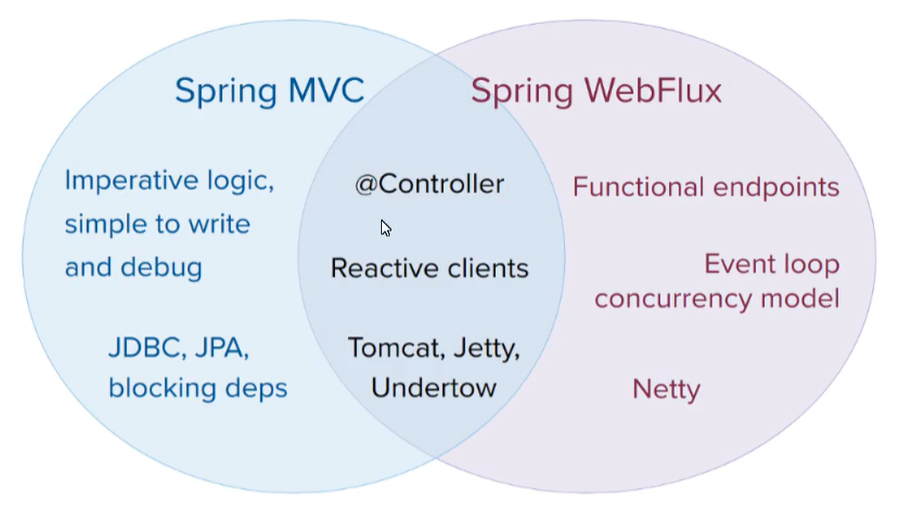 Spring MVC
Spring WebFlux
Imperative logic,
simple to write
and debug
JDBC, JPA,
blocking deps
@Controller
Reactive clients
Tomcat, Jetty,
Undertow
Functional endpoints
Event loop
concurrency model
Netty